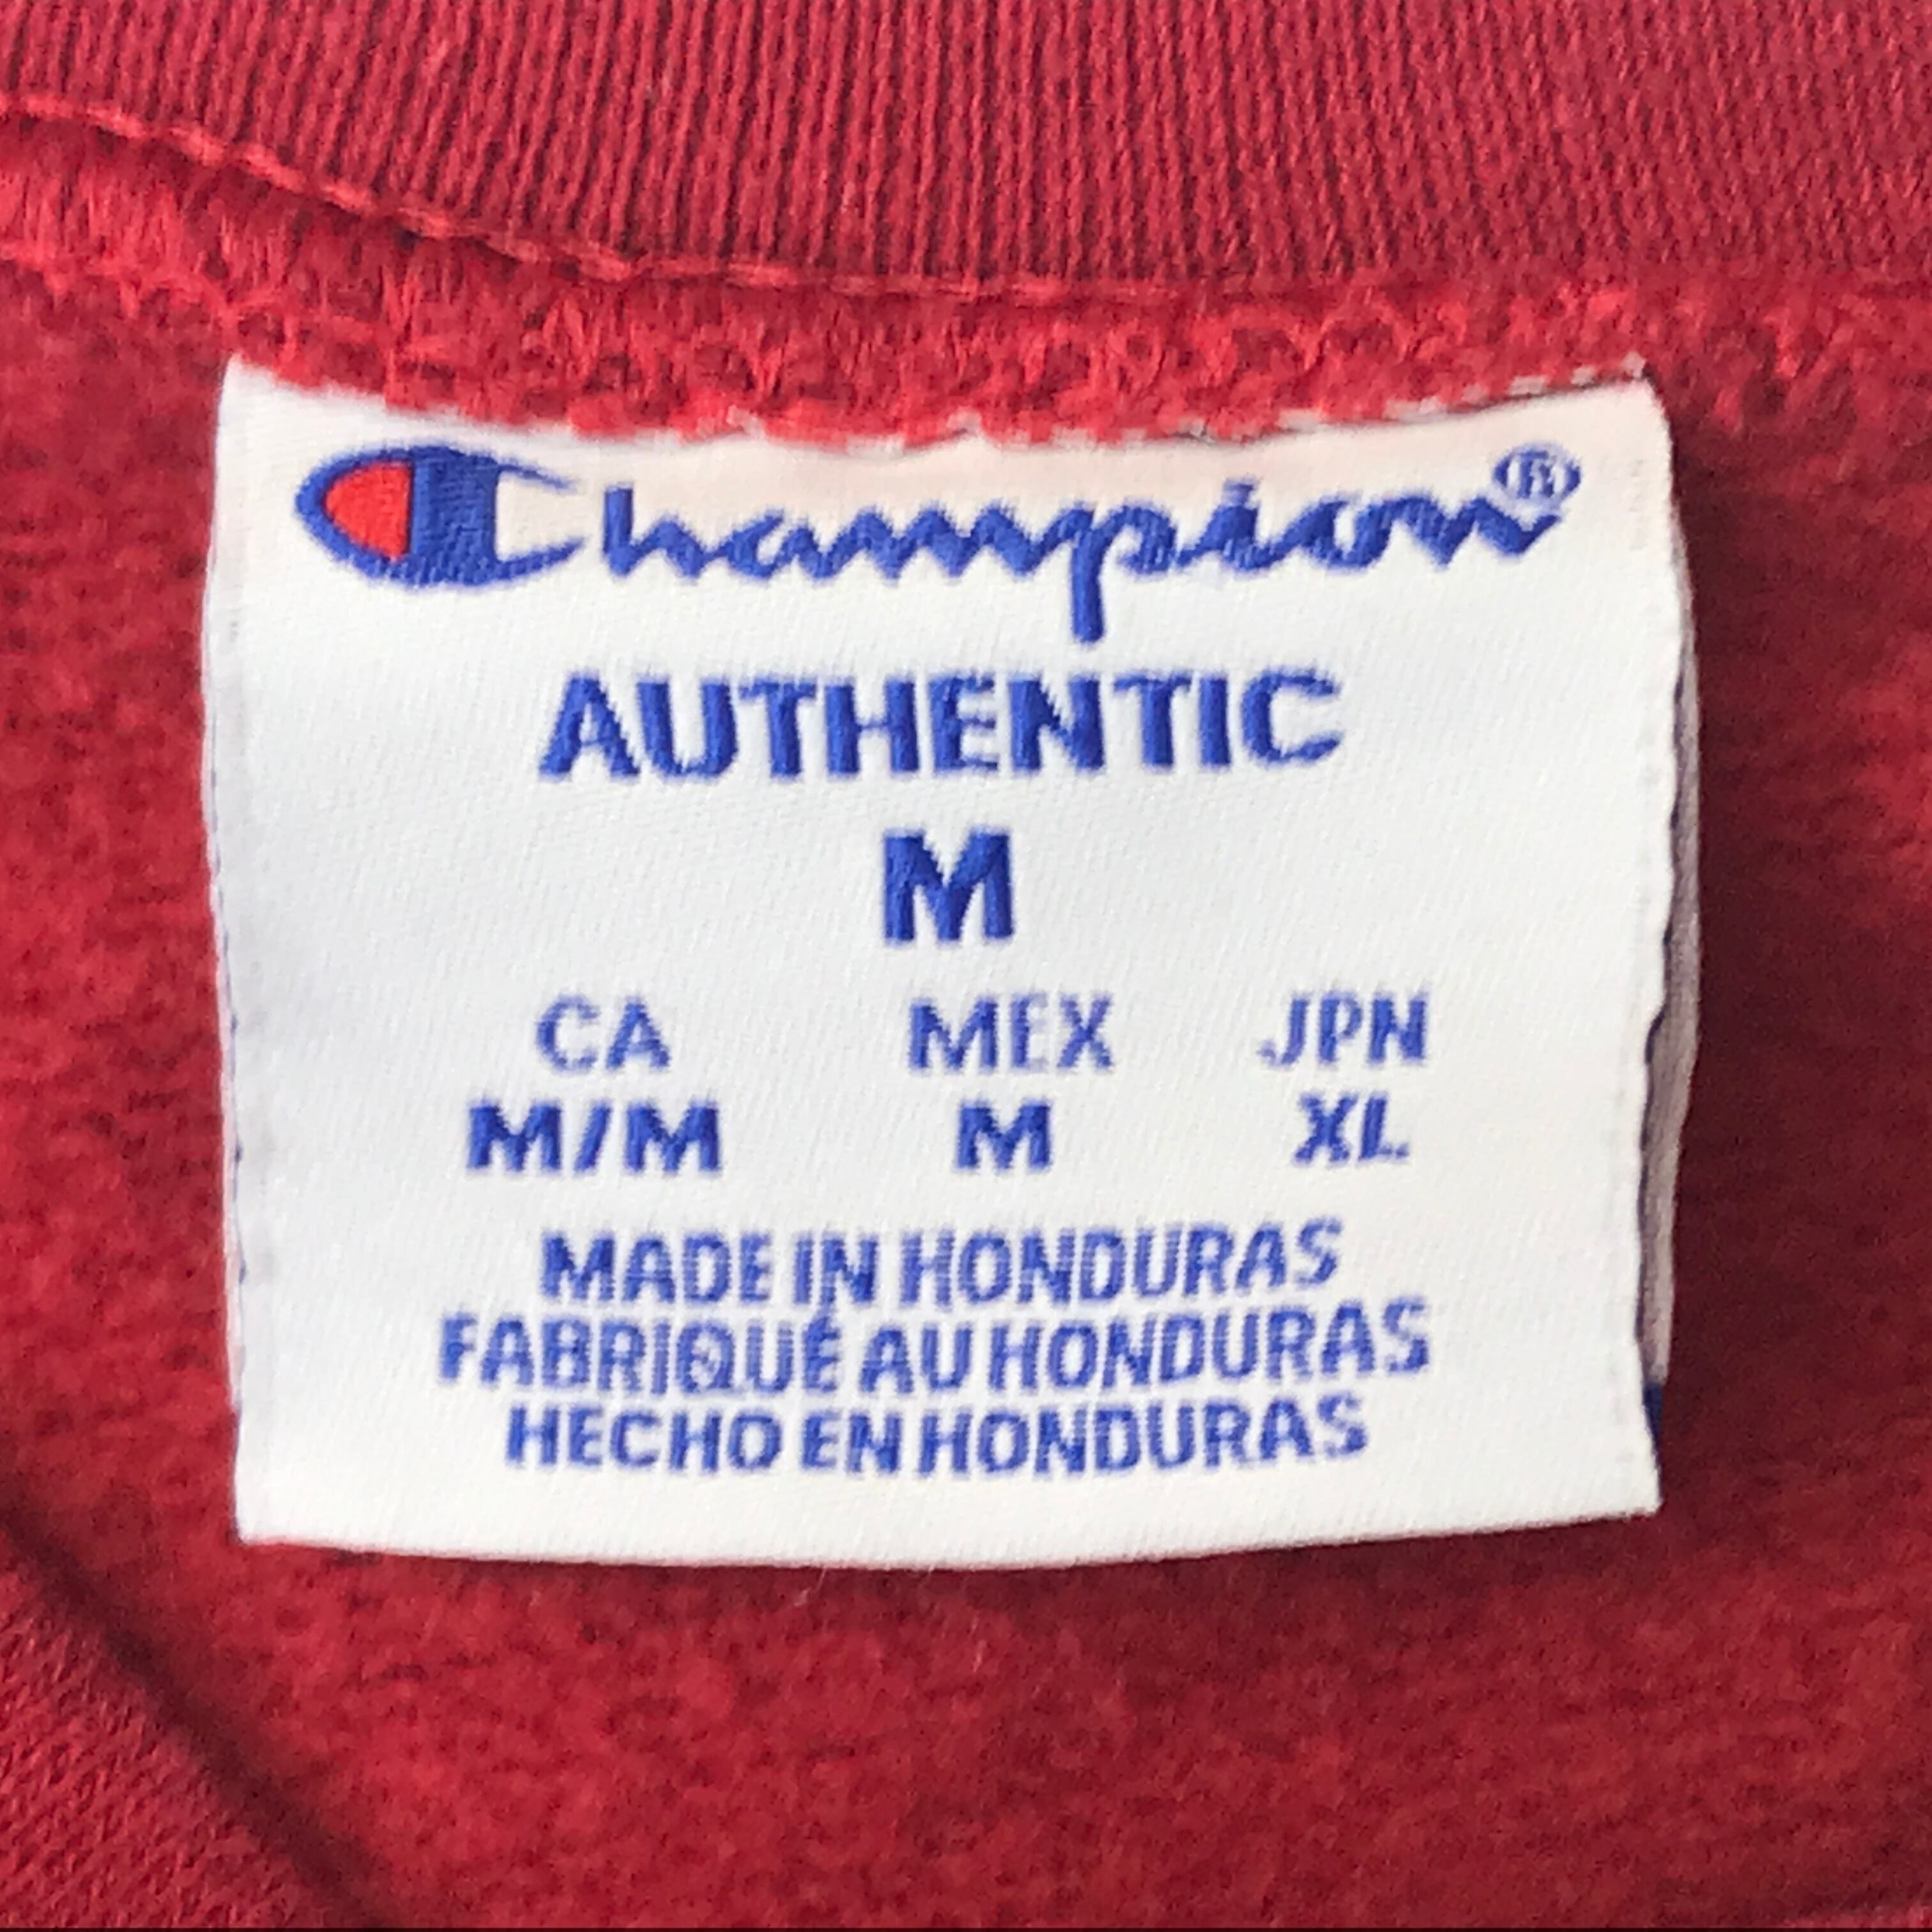 Champion®
AUTHENTIC
M
CA MEX JPN
M/M M XL
MADE IN HONDURAS
FABRIQUÉ AU HONDURAS
HECHO EN HONDURAS